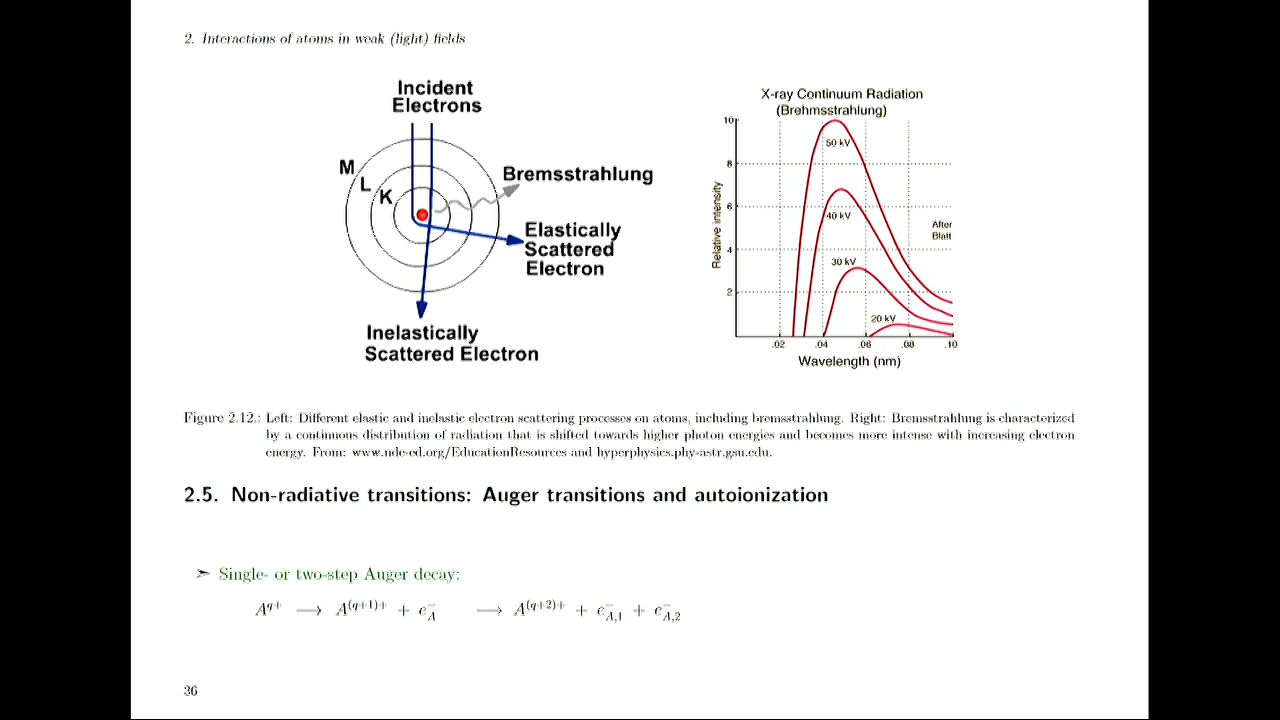 2. Interactions of atoms in weak (light) fields
Incident
Electrons
M
L
K
Bremsstrahlung
Elastically
Scattered
Electron
Inelastically
Scattered Electron
X-ray Continuum Radiation
(Brehmsstrahlung)
10
8
6
4
2
Relative intensity
50 kV
40 kV
30 kV
20 kV
After
Blatt
.02 .04 .06 .08 .10
Wavelength (nm)
Figure 2.12.: Left: Different elastic and inelastic electron scattering processes on atoms, including bremsstrahlung. Right: Bremsstrahlung is characterized
by a continuous distribution of radiation that is shifted towards higher photon energies and becomes more intense with increasing electron
energy. From: www.ndc-ed.org/EducationResources and hyperphysics.phy-astr.gsu.edu.
2.5. Non-radiative transitions: Auger transitions and autoionization
➢ Single- or two-step Auger decay:
A^{q+} ⟶ A^{(q+1)+} + e^-_A ⟶ A^{(q+2)+} + e^-_{A,1} + e^-_{A,2}
36